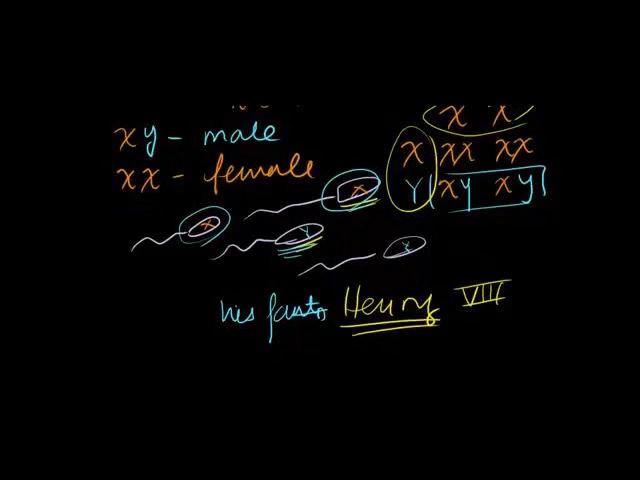 X X
xy - male
X XX XX
xx - female
Y XY XY
X
X
Y
Y
his fault Henry VIII